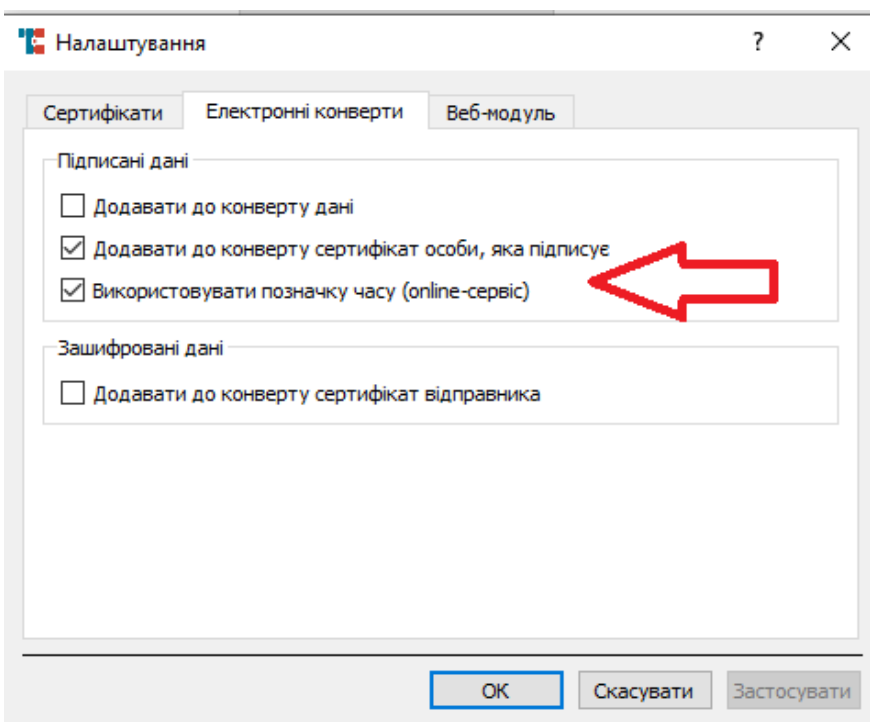 Налаштування
?
Сертифікати Електронні конверти Веб-модуль
Підписані дані
Додавати до конверту дані
Додавати до конверту сертифікат особи, яка підписує
Використовувати позначку часу (online-сервіс)
Зашифровані дані
Додавати до конверту сертифікат відправника
ОК Скасувати Застосувати